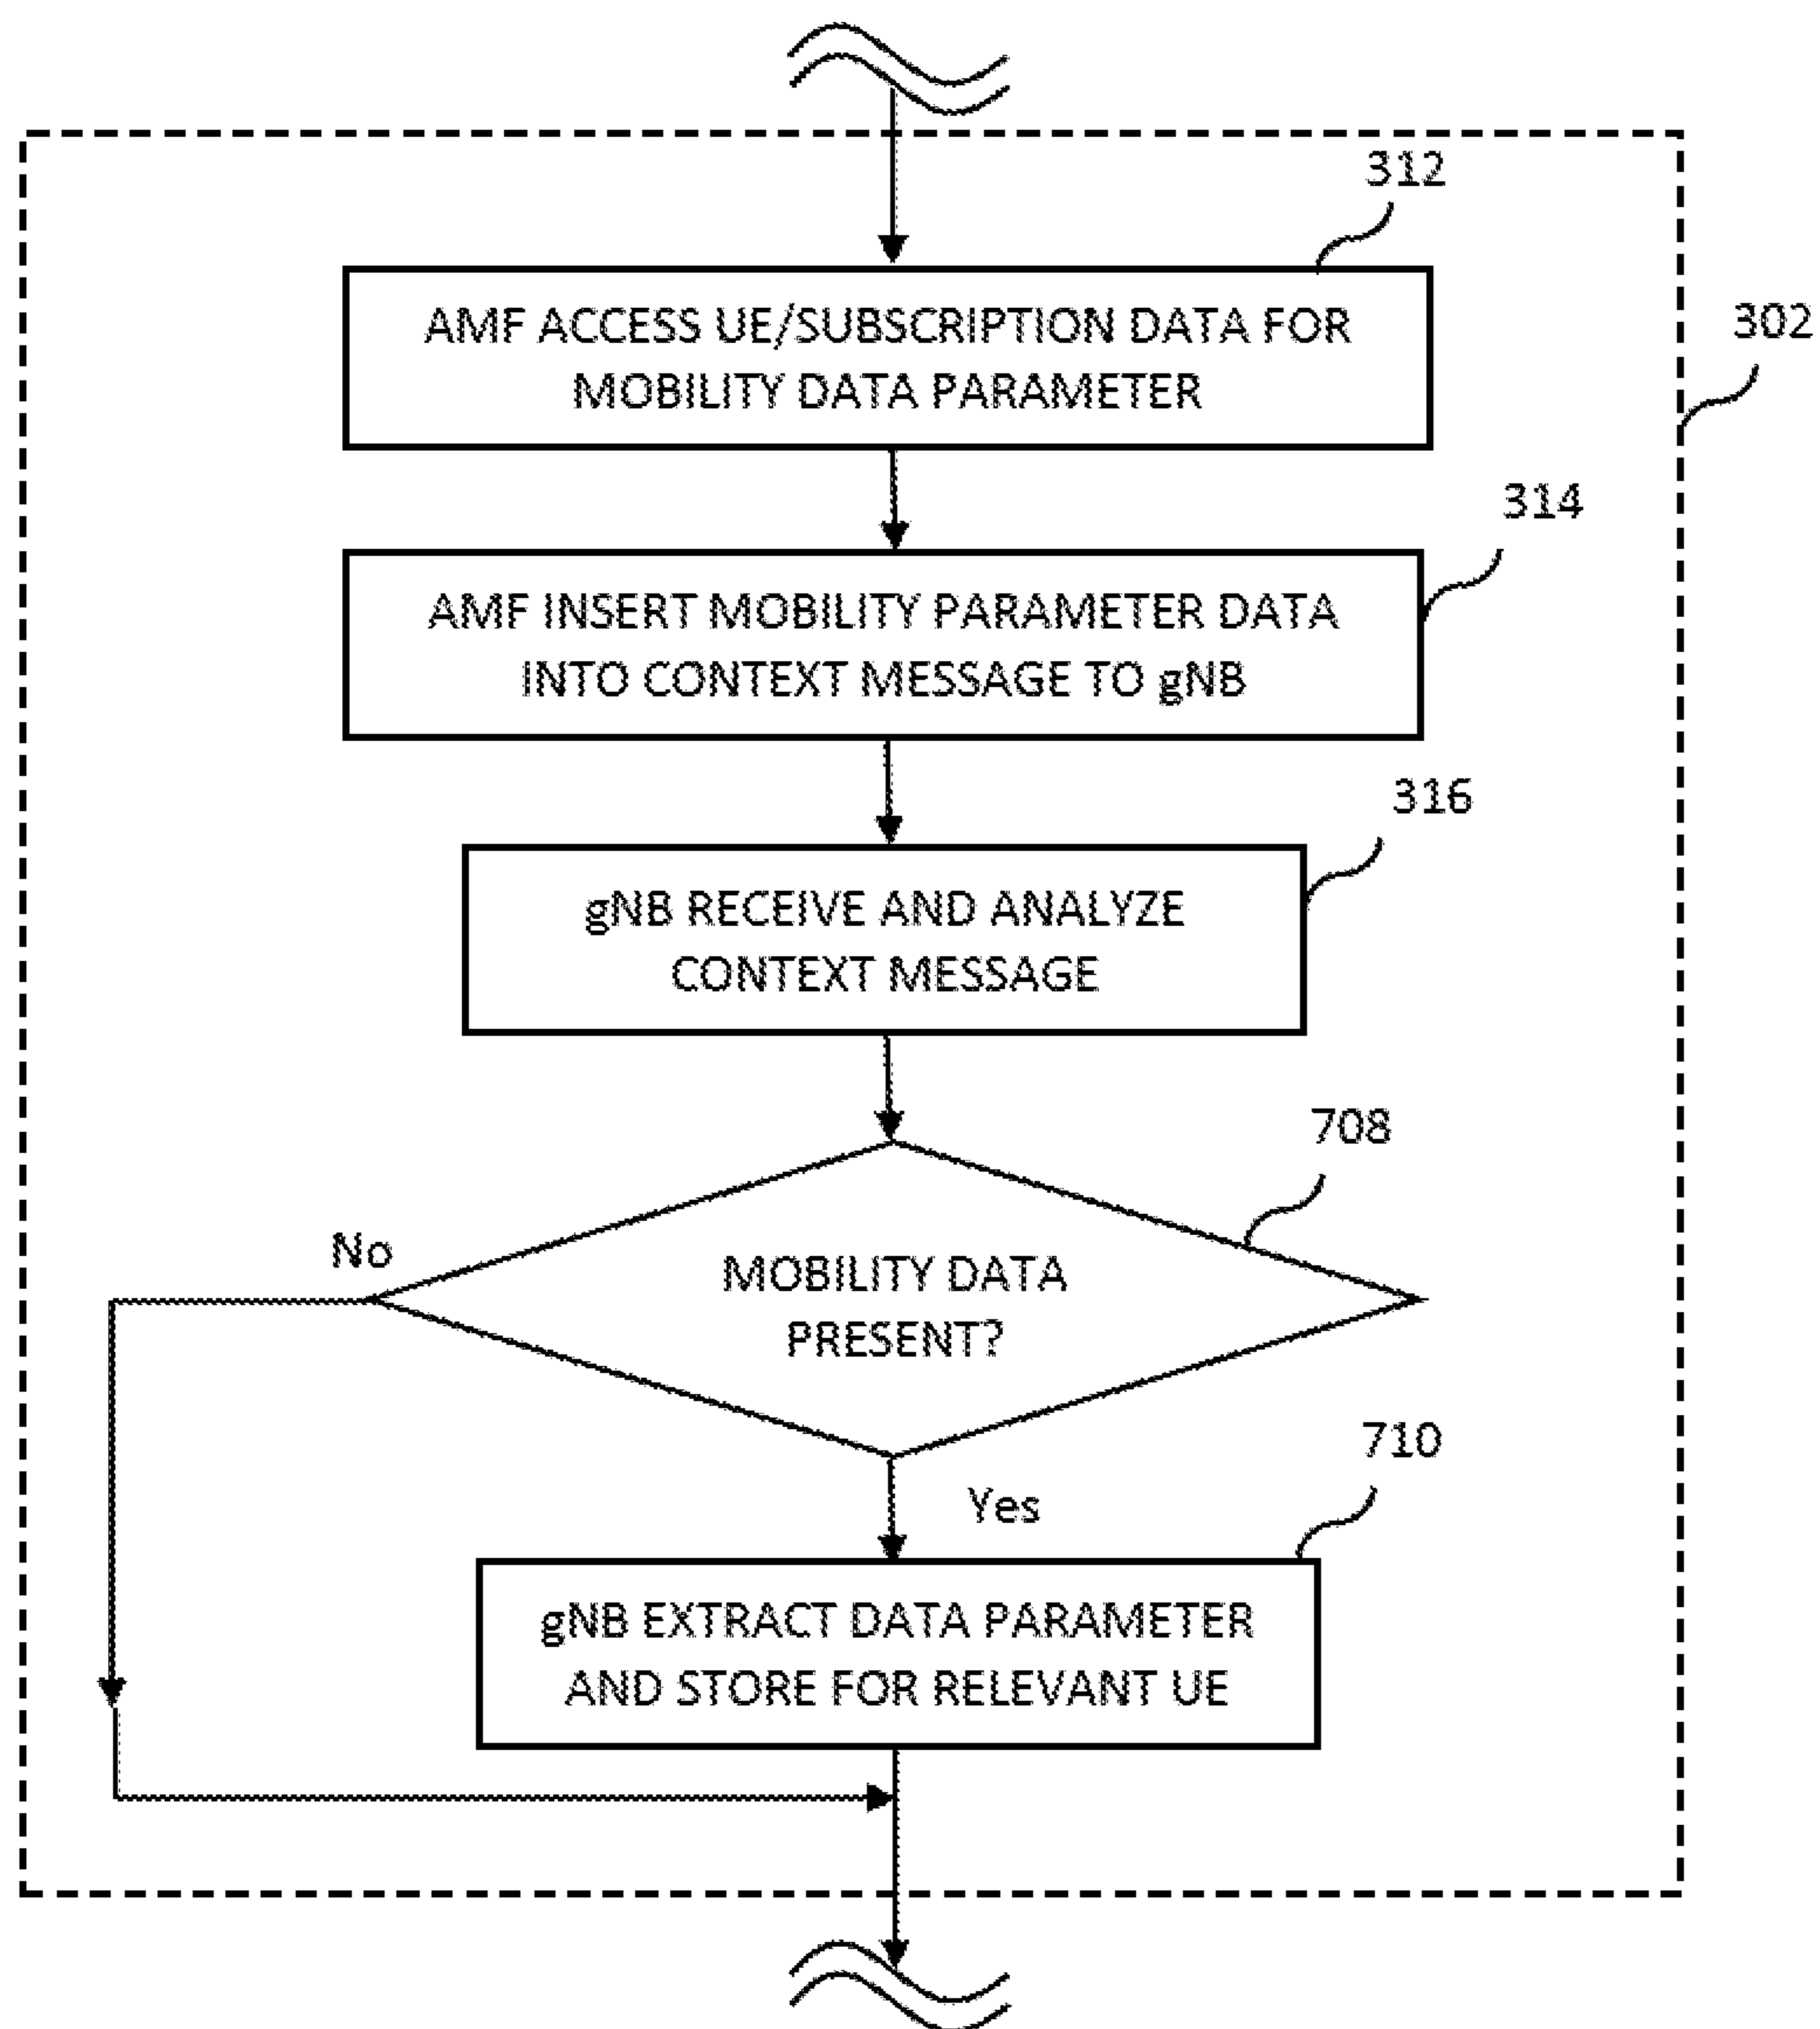 312
AMF ACCESS UE/SUBSCRIPTION DATA FOR
MOBILITY DATA PARAMETER
302
314
AMF INSERT MOBILITY PARAMETER DATA
INTO CONTEXT MESSAGE TO gNB
316
gNB RECEIVE AND ANALYZE
CONTEXT MESSAGE
708
No
MOBILITY DATA
PRESENT?
710
Yes
gNB EXTRACT DATA PARAMETER
AND STORE FOR RELEVANT UE